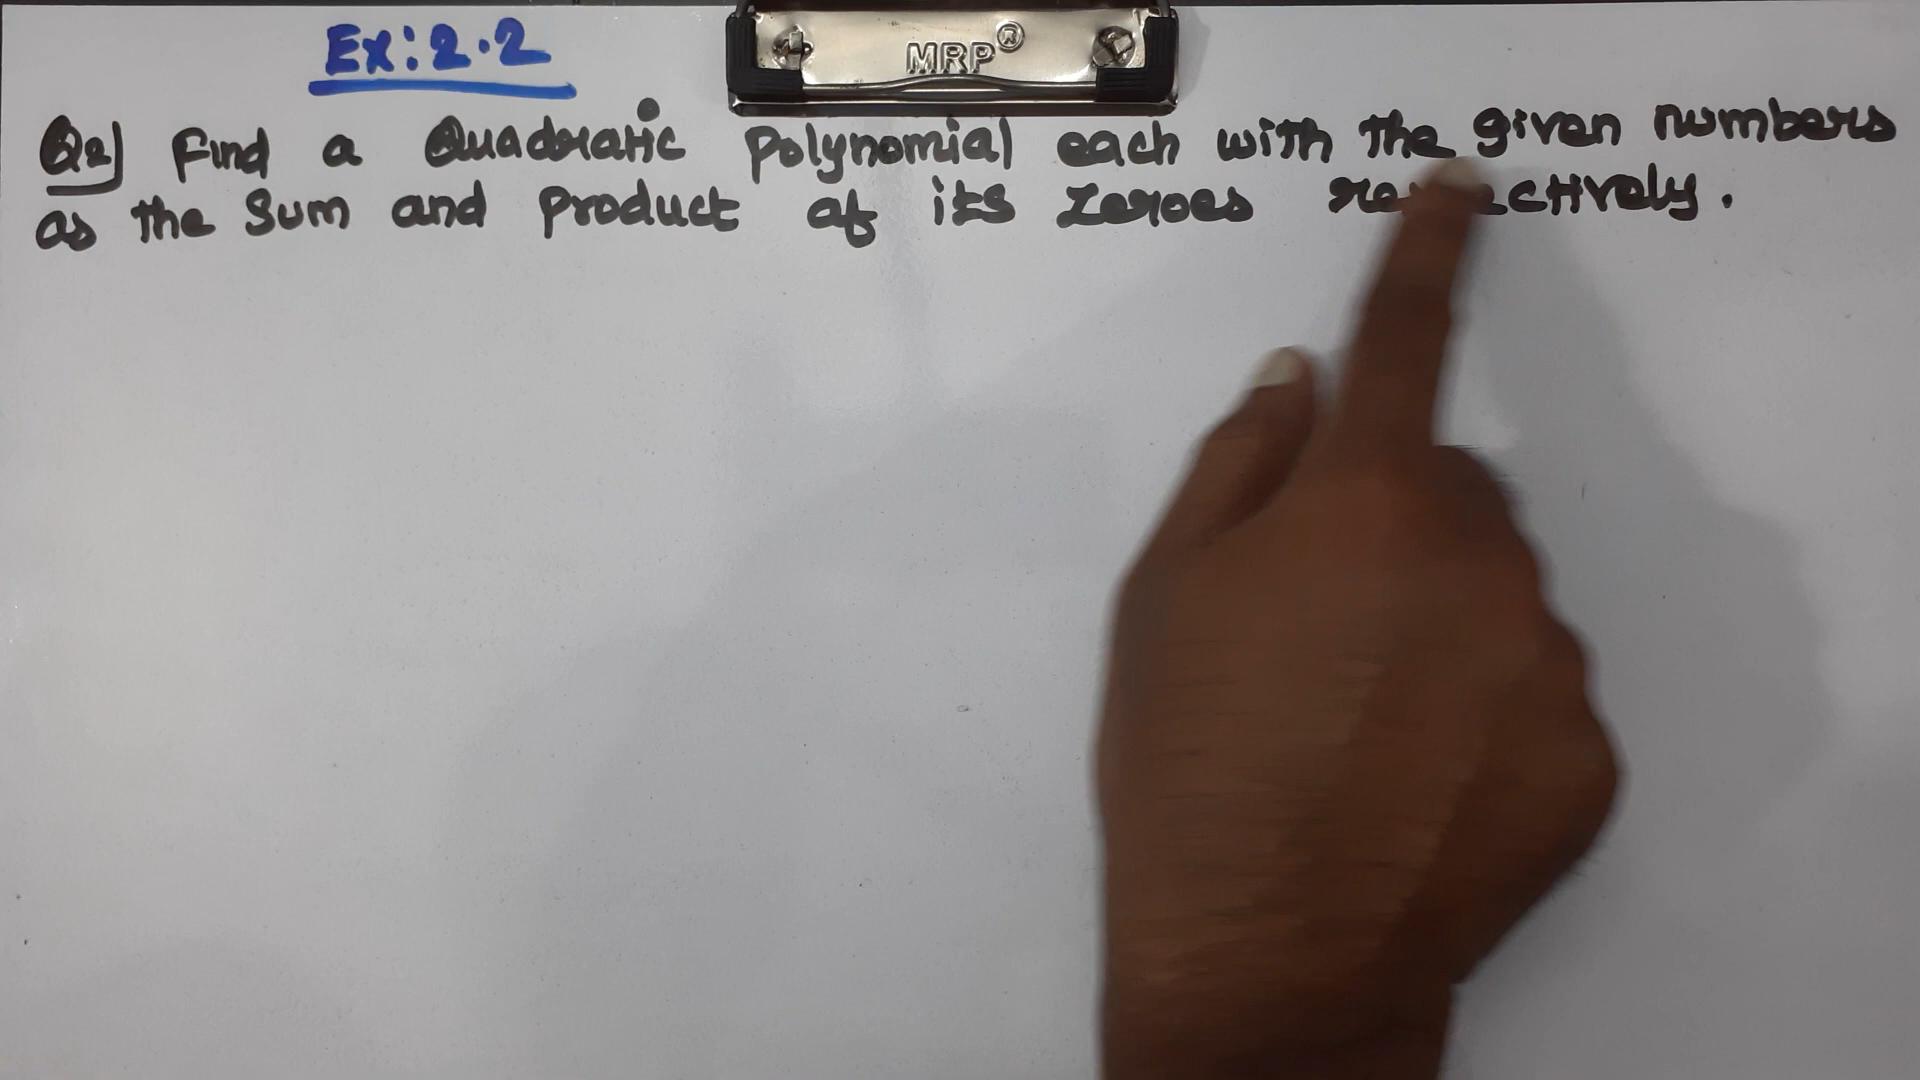 Ex: 2.2
MRP®
Q2) Find a Quadratic Polynomial each with the given numbers
as the Sum and product of its Zeroes respectively.